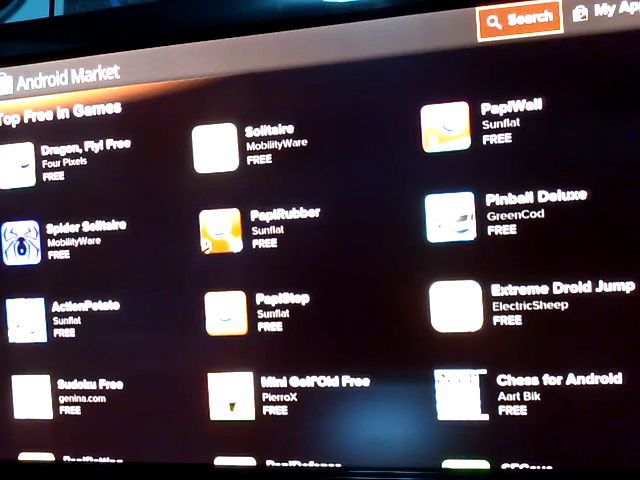 Search
My Ap
Android Market
Top Free in Games
Dragon, Fly! Free
Four Pixels
FREE
Solitaire
MobilityWare
FREE
PapiWall
Sunflat
FREE
Spider Solitaire
MobilityWare
FREE
PapiRubber
Sunflat
FREE
Pinball Deluxe
GreenCod
FREE
ActionPotato
Sunflat
FREE
PapiStop
Sunflat
FREE
Extreme Droid Jump
ElectricSheep
FREE
Sudoku Free
genina.com
FREE
Mini Golf'Oid Free
PierroX
FREE
Chess for Android
Aart Bik
FREE